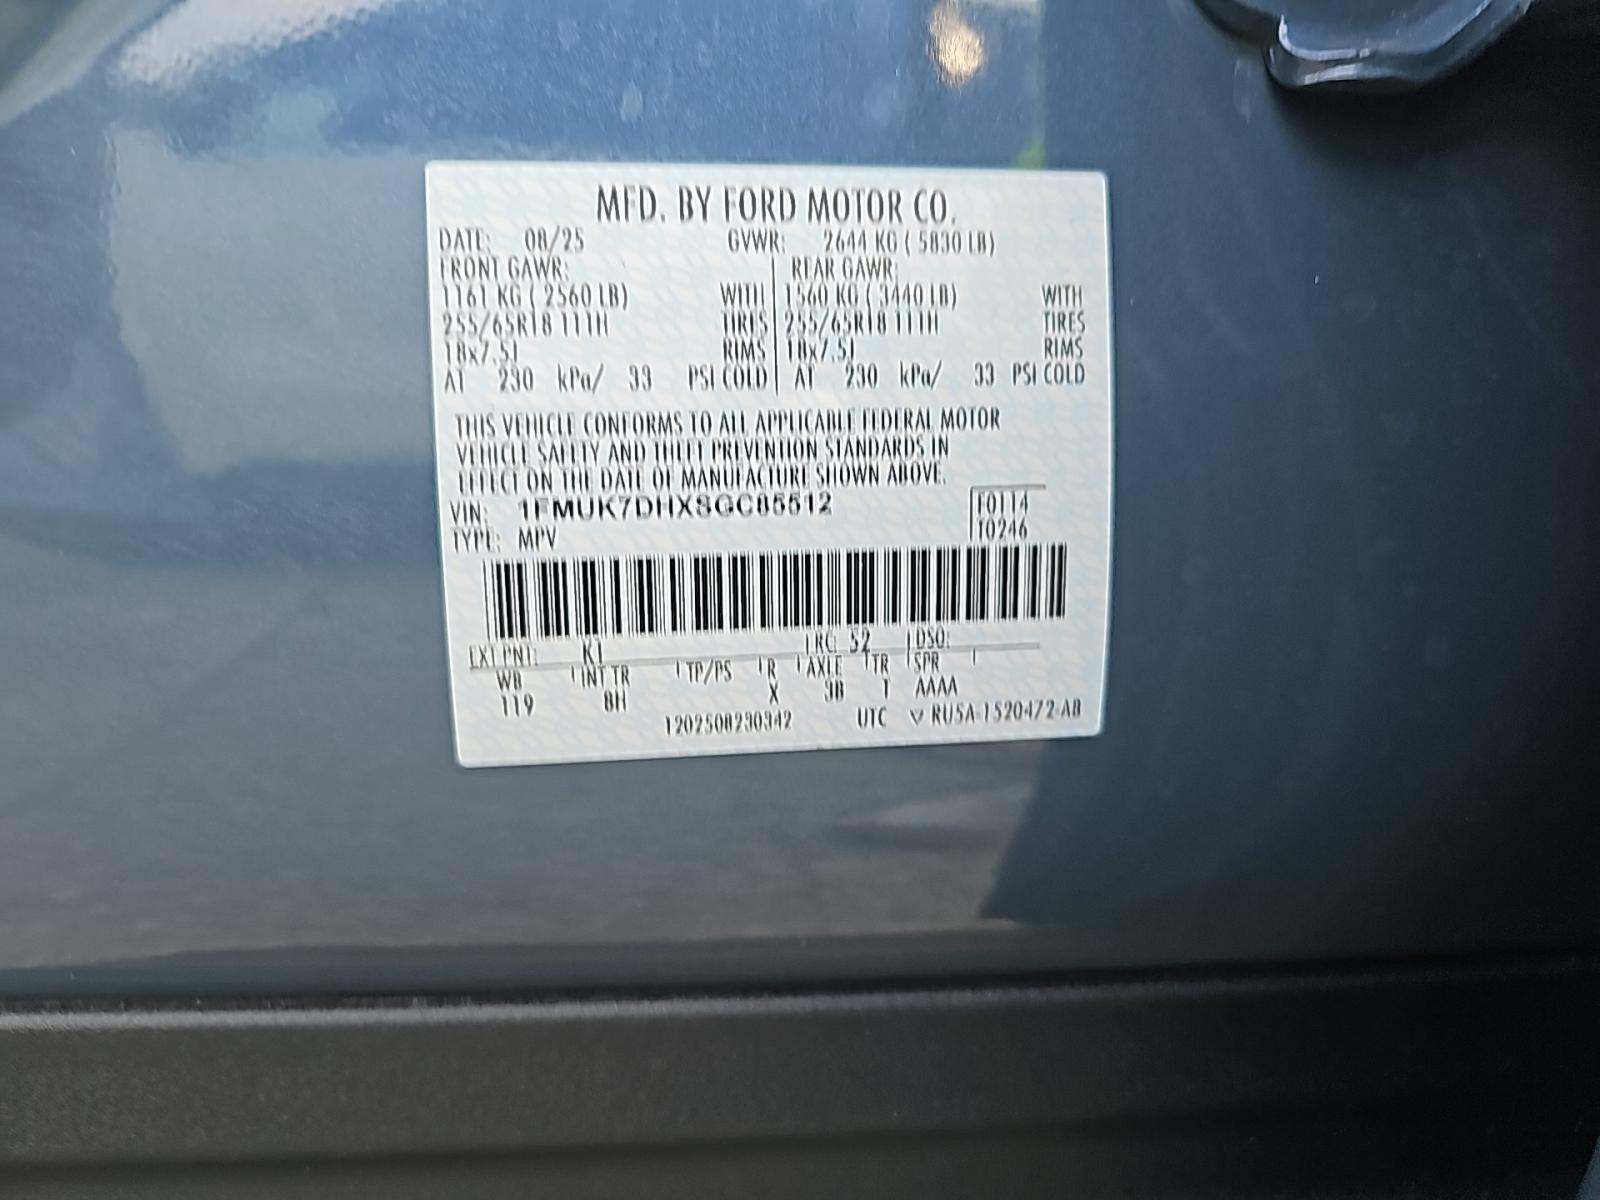 MFD. BY FORD MOTOR CO.
DATE: 08/25 GVWR: 2644 KG ( 5830 LB)
FRONT GAWR: REAR GAWR:
1161 KG ( 2560 LB) WITH 1560 KG ( 3440 LB) WITH
255/65R18 111H TIRES 255/65R18 111H TIRES
18x7.5J RIMS 18x7.5J RIMS
AT 230 kPa/ 33 PSI COLD AT 230 kPa/ 33 PSI COLD
THIS VEHICLE CONFORMS TO ALL APPLICABLE FEDERAL MOTOR
VEHICLE SAFETY AND THEFT PREVENTION STANDARDS IN
EFFECT ON THE DATE OF MANUFACTURE SHOWN ABOVE.
VIN: 1FMUK7DHXSGC85512 F0114
TYPE: MPV T0246
EXT PNT: K1 RC: 52 DSO:
WB INT TR TP/PS R AXLE TR SPR
119 8H X 3B 1 AAAA
1202508230342 UTC ▽ RU5A-1520472-AB